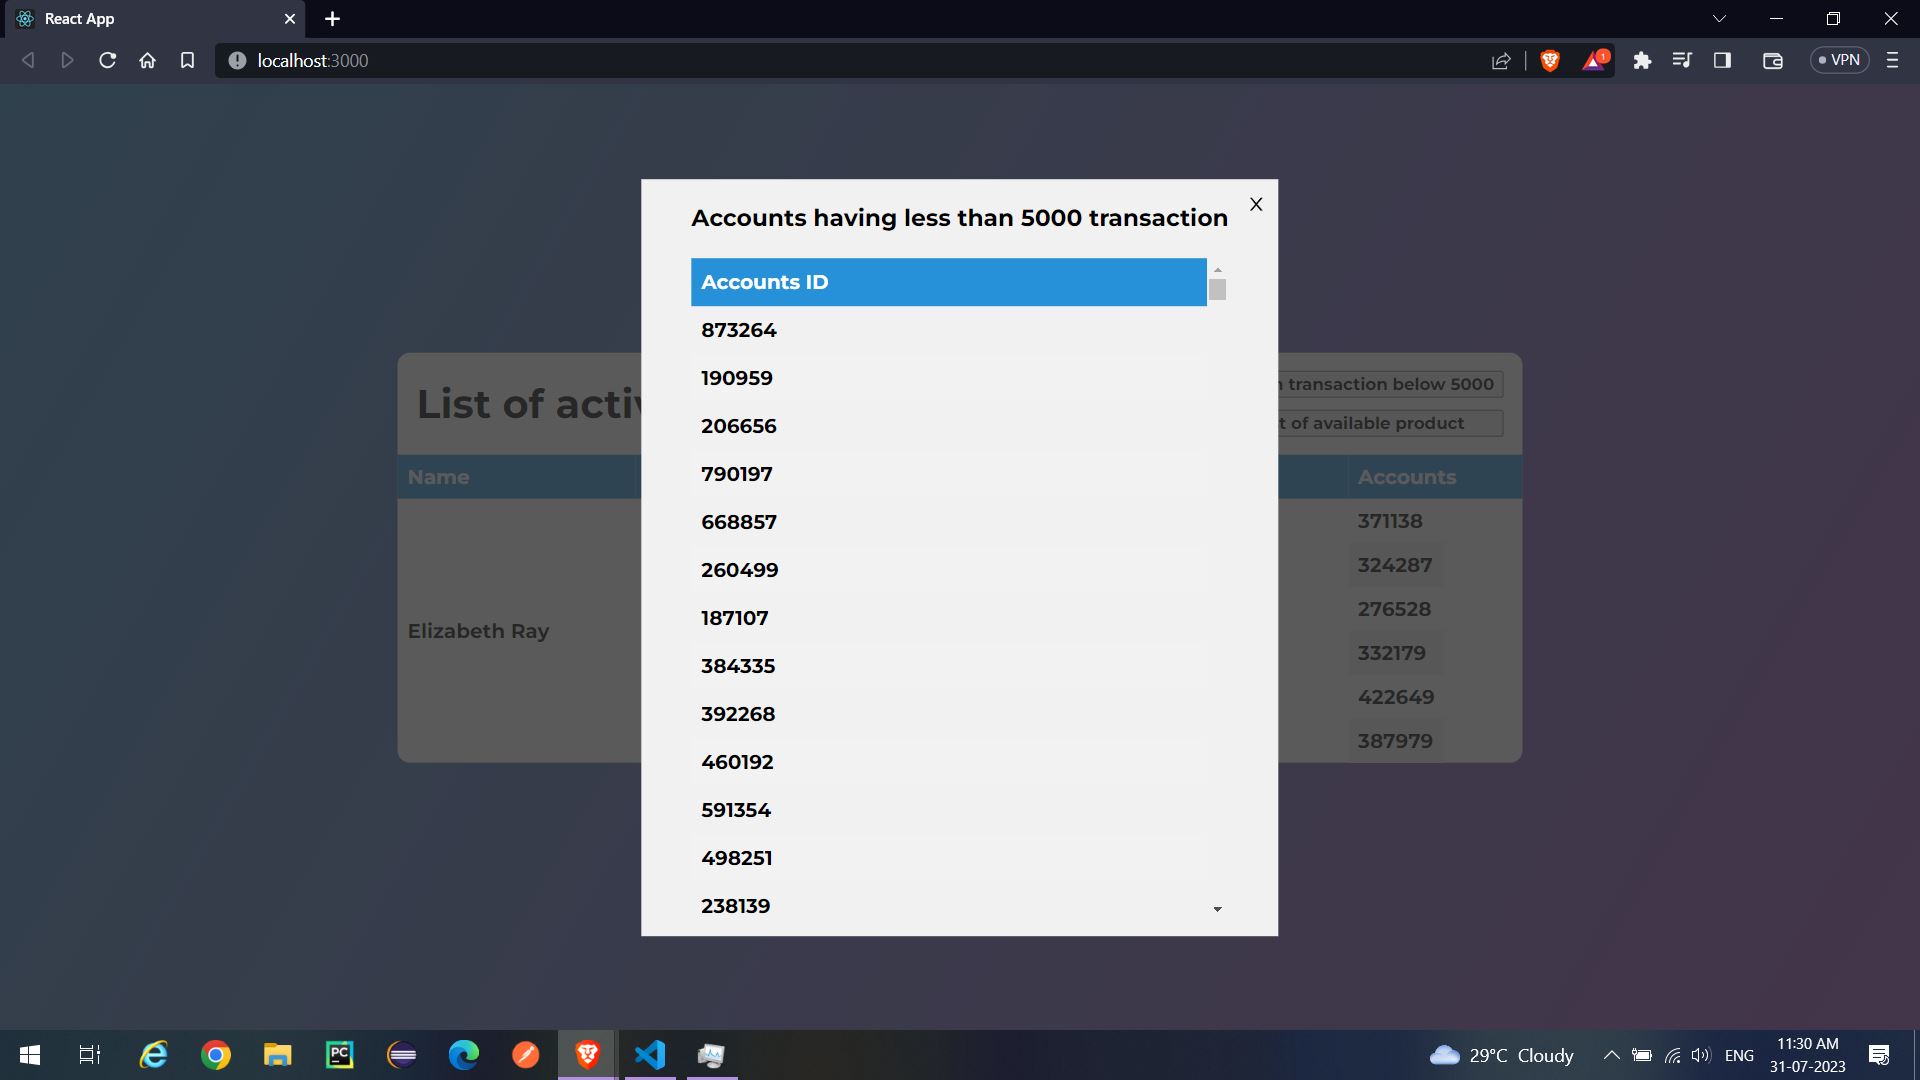 React App
localhost:3000
1
VPN
Accounts having less than 5000 transaction
X
Accounts ID
873264
190959
206656
790197
668857
260499
187107
384335
392268
460192
591354
498251
238139
List of
transaction below 5000
of available product
Name
Accounts
Elizabeth Ray
371138
324287
276528
332179
422649
387979
PC
29°C Cloudy
ENG
11:30 AM
31-07-2023